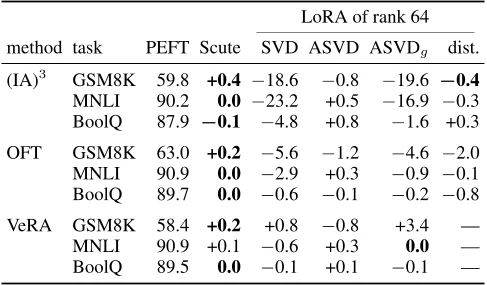 LoRA of rank 64
method task PEFT Scute SVD ASVD ASVDg dist.
(IA)³ GSM8K 59.8 +0.4 −18.6 −0.8 −19.6 −0.4
MNLI 90.2 0.0 −23.2 +0.5 −16.9 −0.3
BoolQ 87.9 −0.1 −4.8 +0.8 −1.6 +0.3
OFT GSM8K 63.0 +0.2 −5.6 −1.2 −4.6 −2.0
MNLI 90.9 0.0 −2.9 +0.3 −0.9 −0.1
BoolQ 89.7 0.0 −0.6 −0.1 −0.2 −0.8
VeRA GSM8K 58.4 +0.2 +0.8 −0.8 +3.4 —
MNLI 90.9 +0.1 −0.6 +0.3 0.0 —
BoolQ 89.5 0.0 −0.1 +0.1 −0.1 —